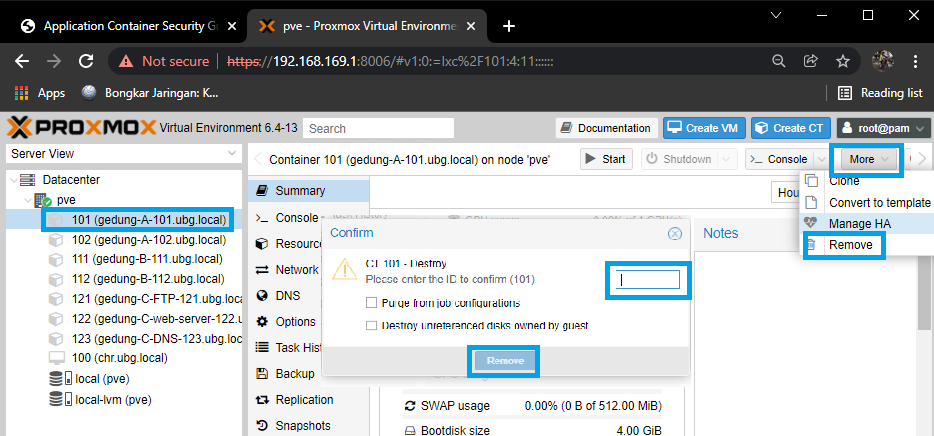 Application Container Security G
pve - Proxmox Virtual Environme
Not secure
https://192.168.169.1:8006/#v1:0:=lxc%2F101:4:11::::::
Apps
Bongkar Jaringan: K...
Reading list
PROXMOX
Virtual Environment 6.4-13
Search
Documentation
Create VM
Create CT
root@pam
Server View
Container 101 (gedung-A-101.ubg.local) on node 'pve'
Start
Shutdown
Console
More
Datacenter
pve
101 (gedung-A-101.ubg.local)
102 (gedung-A-102.ubg.local)
111 (gedung-B-111.ubg.local)
112 (gedung-B-112.ubg.local)
121 (gedung-C-FTP-121.ubg.local)
122 (gedung-C-web-server-122.ubg
123 (gedung-C-DNS-123.ubg.local)
100 (chr.ubg.local)
local (pve)
local-lvm (pve)
Summary
Console
Resourc
Network
DNS
Options
Task Hist
Backup
Replication
Snapshots
Hou
Clone
Convert to template
Manage HA
Remove
Notes
Confirm
CT 101 - Destroy
Please enter the ID to confirm (101)
Purge from job configurations
Destroy unreferenced disks owned by guest
Remove
SWAP usage
0.00% (0 B of 512.00 MiB)
Bootdisk size
4.00 GiB